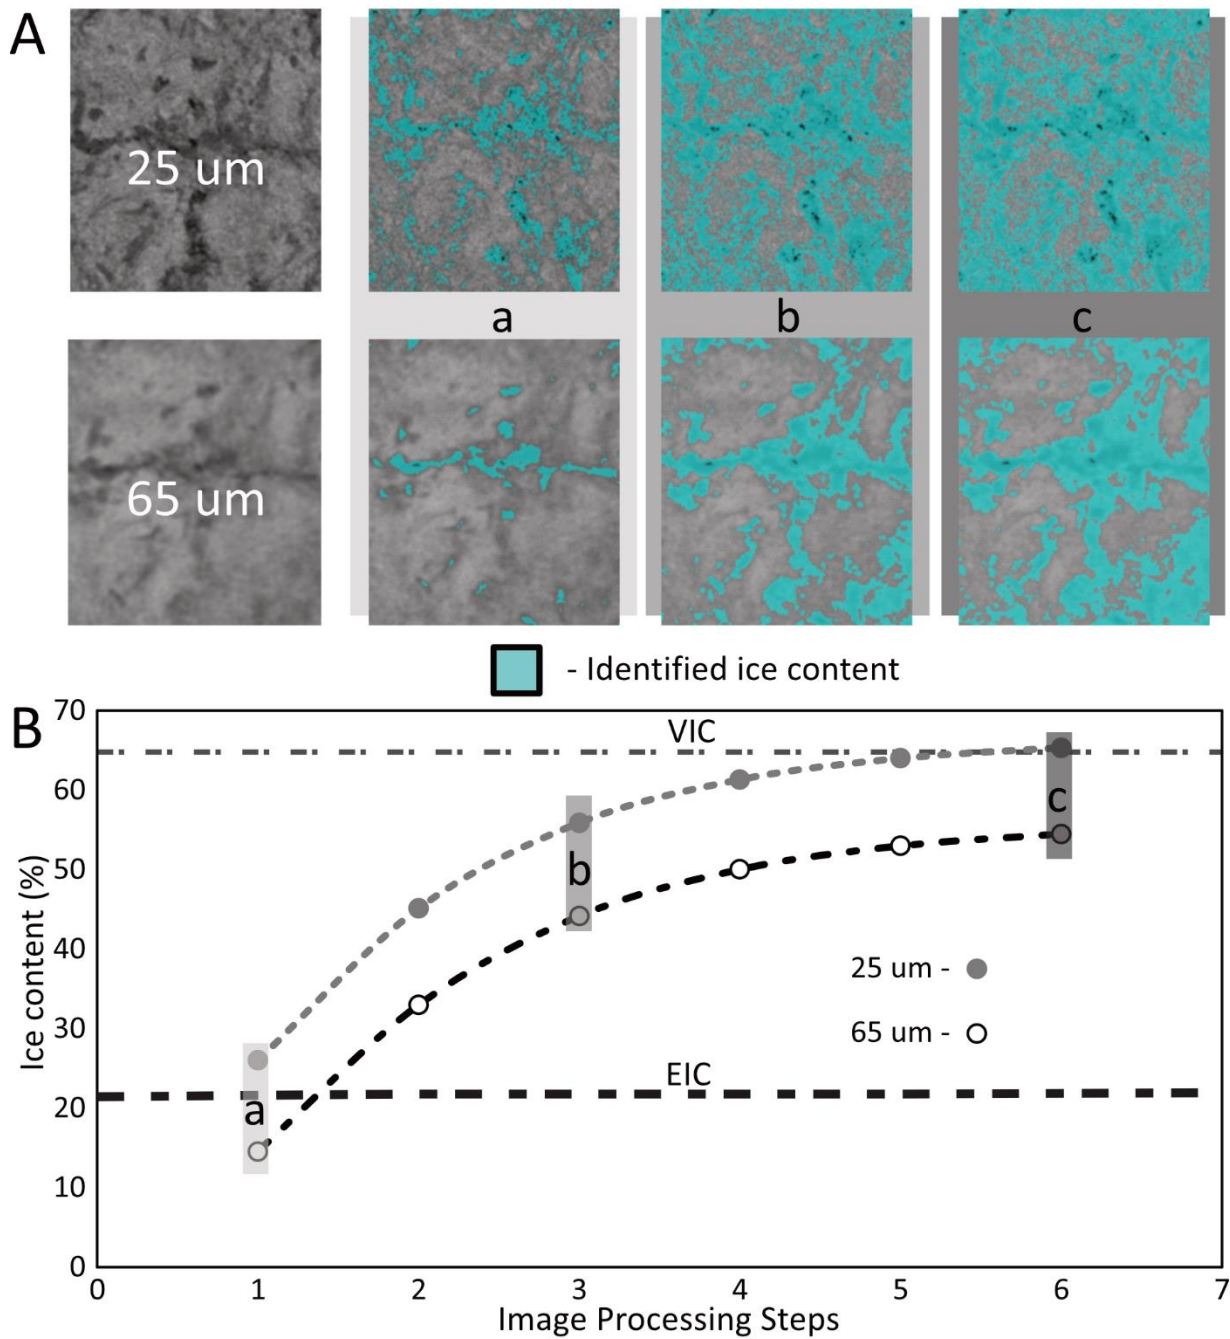 A
25 um
a
b
c
65 um
- Identified ice content
B
70
60
50
40
30
20
10
0
Ice content (%)
VIC
c
b
25 um -
65 um -
EIC
a
0 1 2 3 4 5 6 7
Image Processing Steps